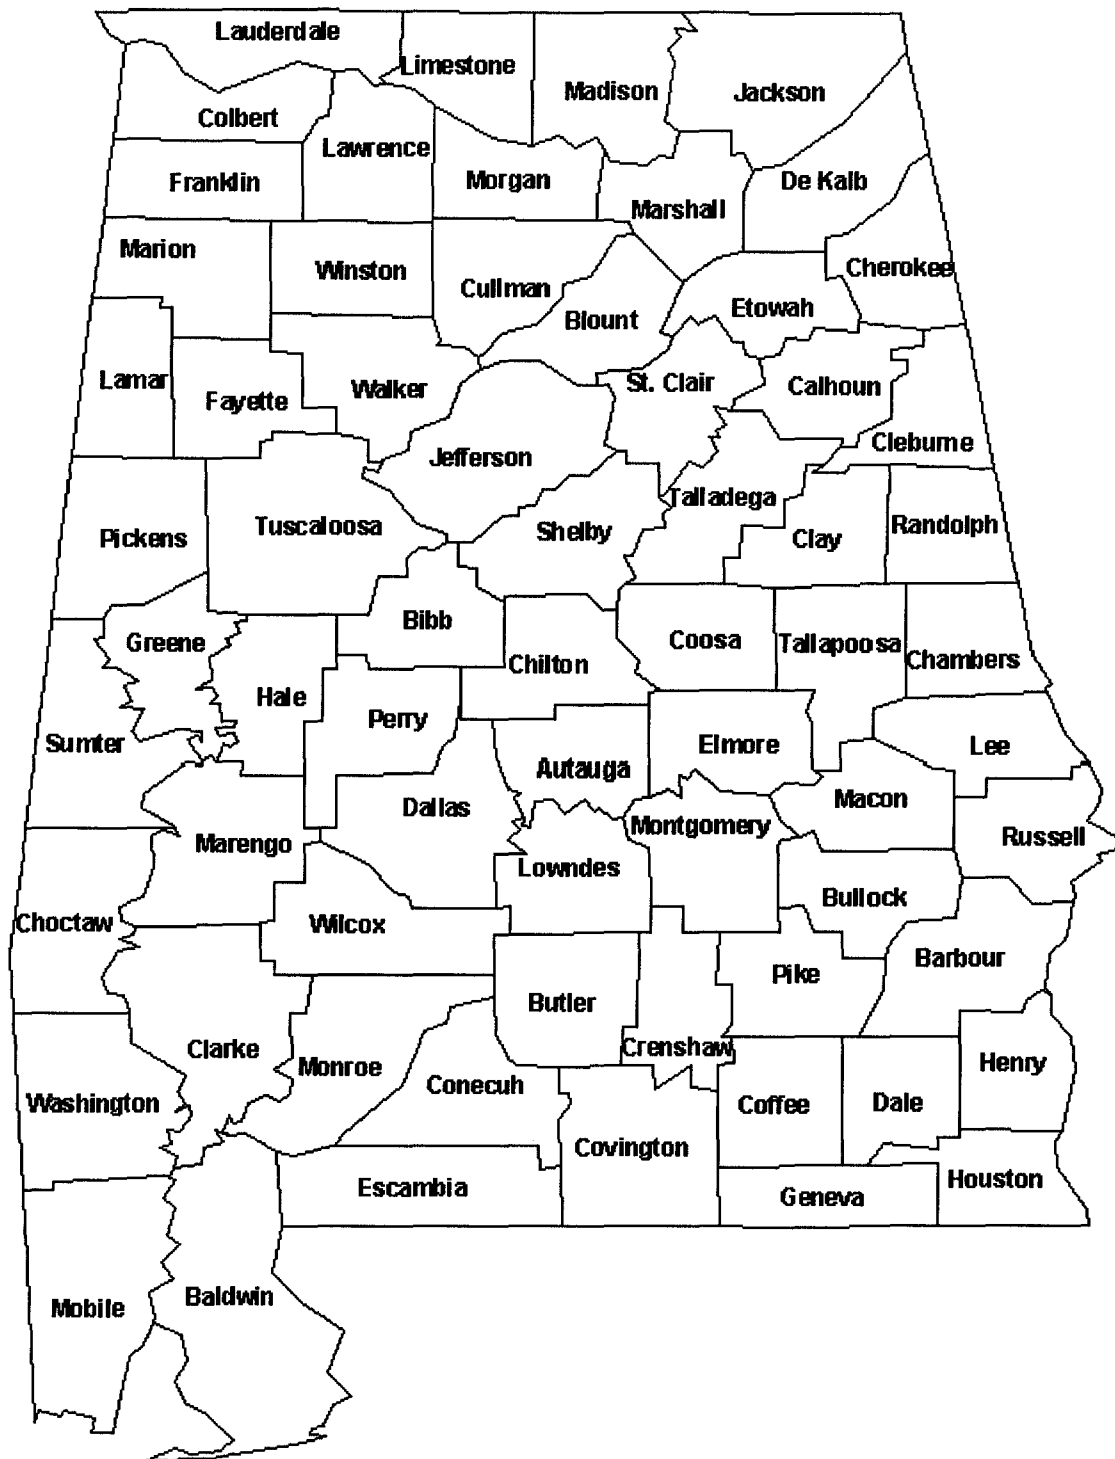 Lauderdale
Limestone
Madison
Jackson
Colbert
Lawrence
Franklin
Morgan
De Kalb
Marshall
Marion
Winston
Cullman
Cherokee
Blount
Etowah
Lamar
Fayette
Walker
St. Clair
Calhoun
Jefferson
Cleburne
Talladega
Pickens
Tuscaloosa
Shelby
Clay
Randolph
Greene
Bibb
Coosa
Tallapoosa
Chambers
Chilton
Hale
Perry
Sumter
Elmore
Lee
Autauga
Dallas
Macon
Montgomery
Russell
Marengo
Lowndes
Bullock
Choctaw
Wilcox
Barbour
Pike
Butler
Clarke
Crenshaw
Monroe
Henry
Conecuh
Washington
Coffee
Dale
Covington
Escambia
Geneva
Houston
Mobile
Baldwin